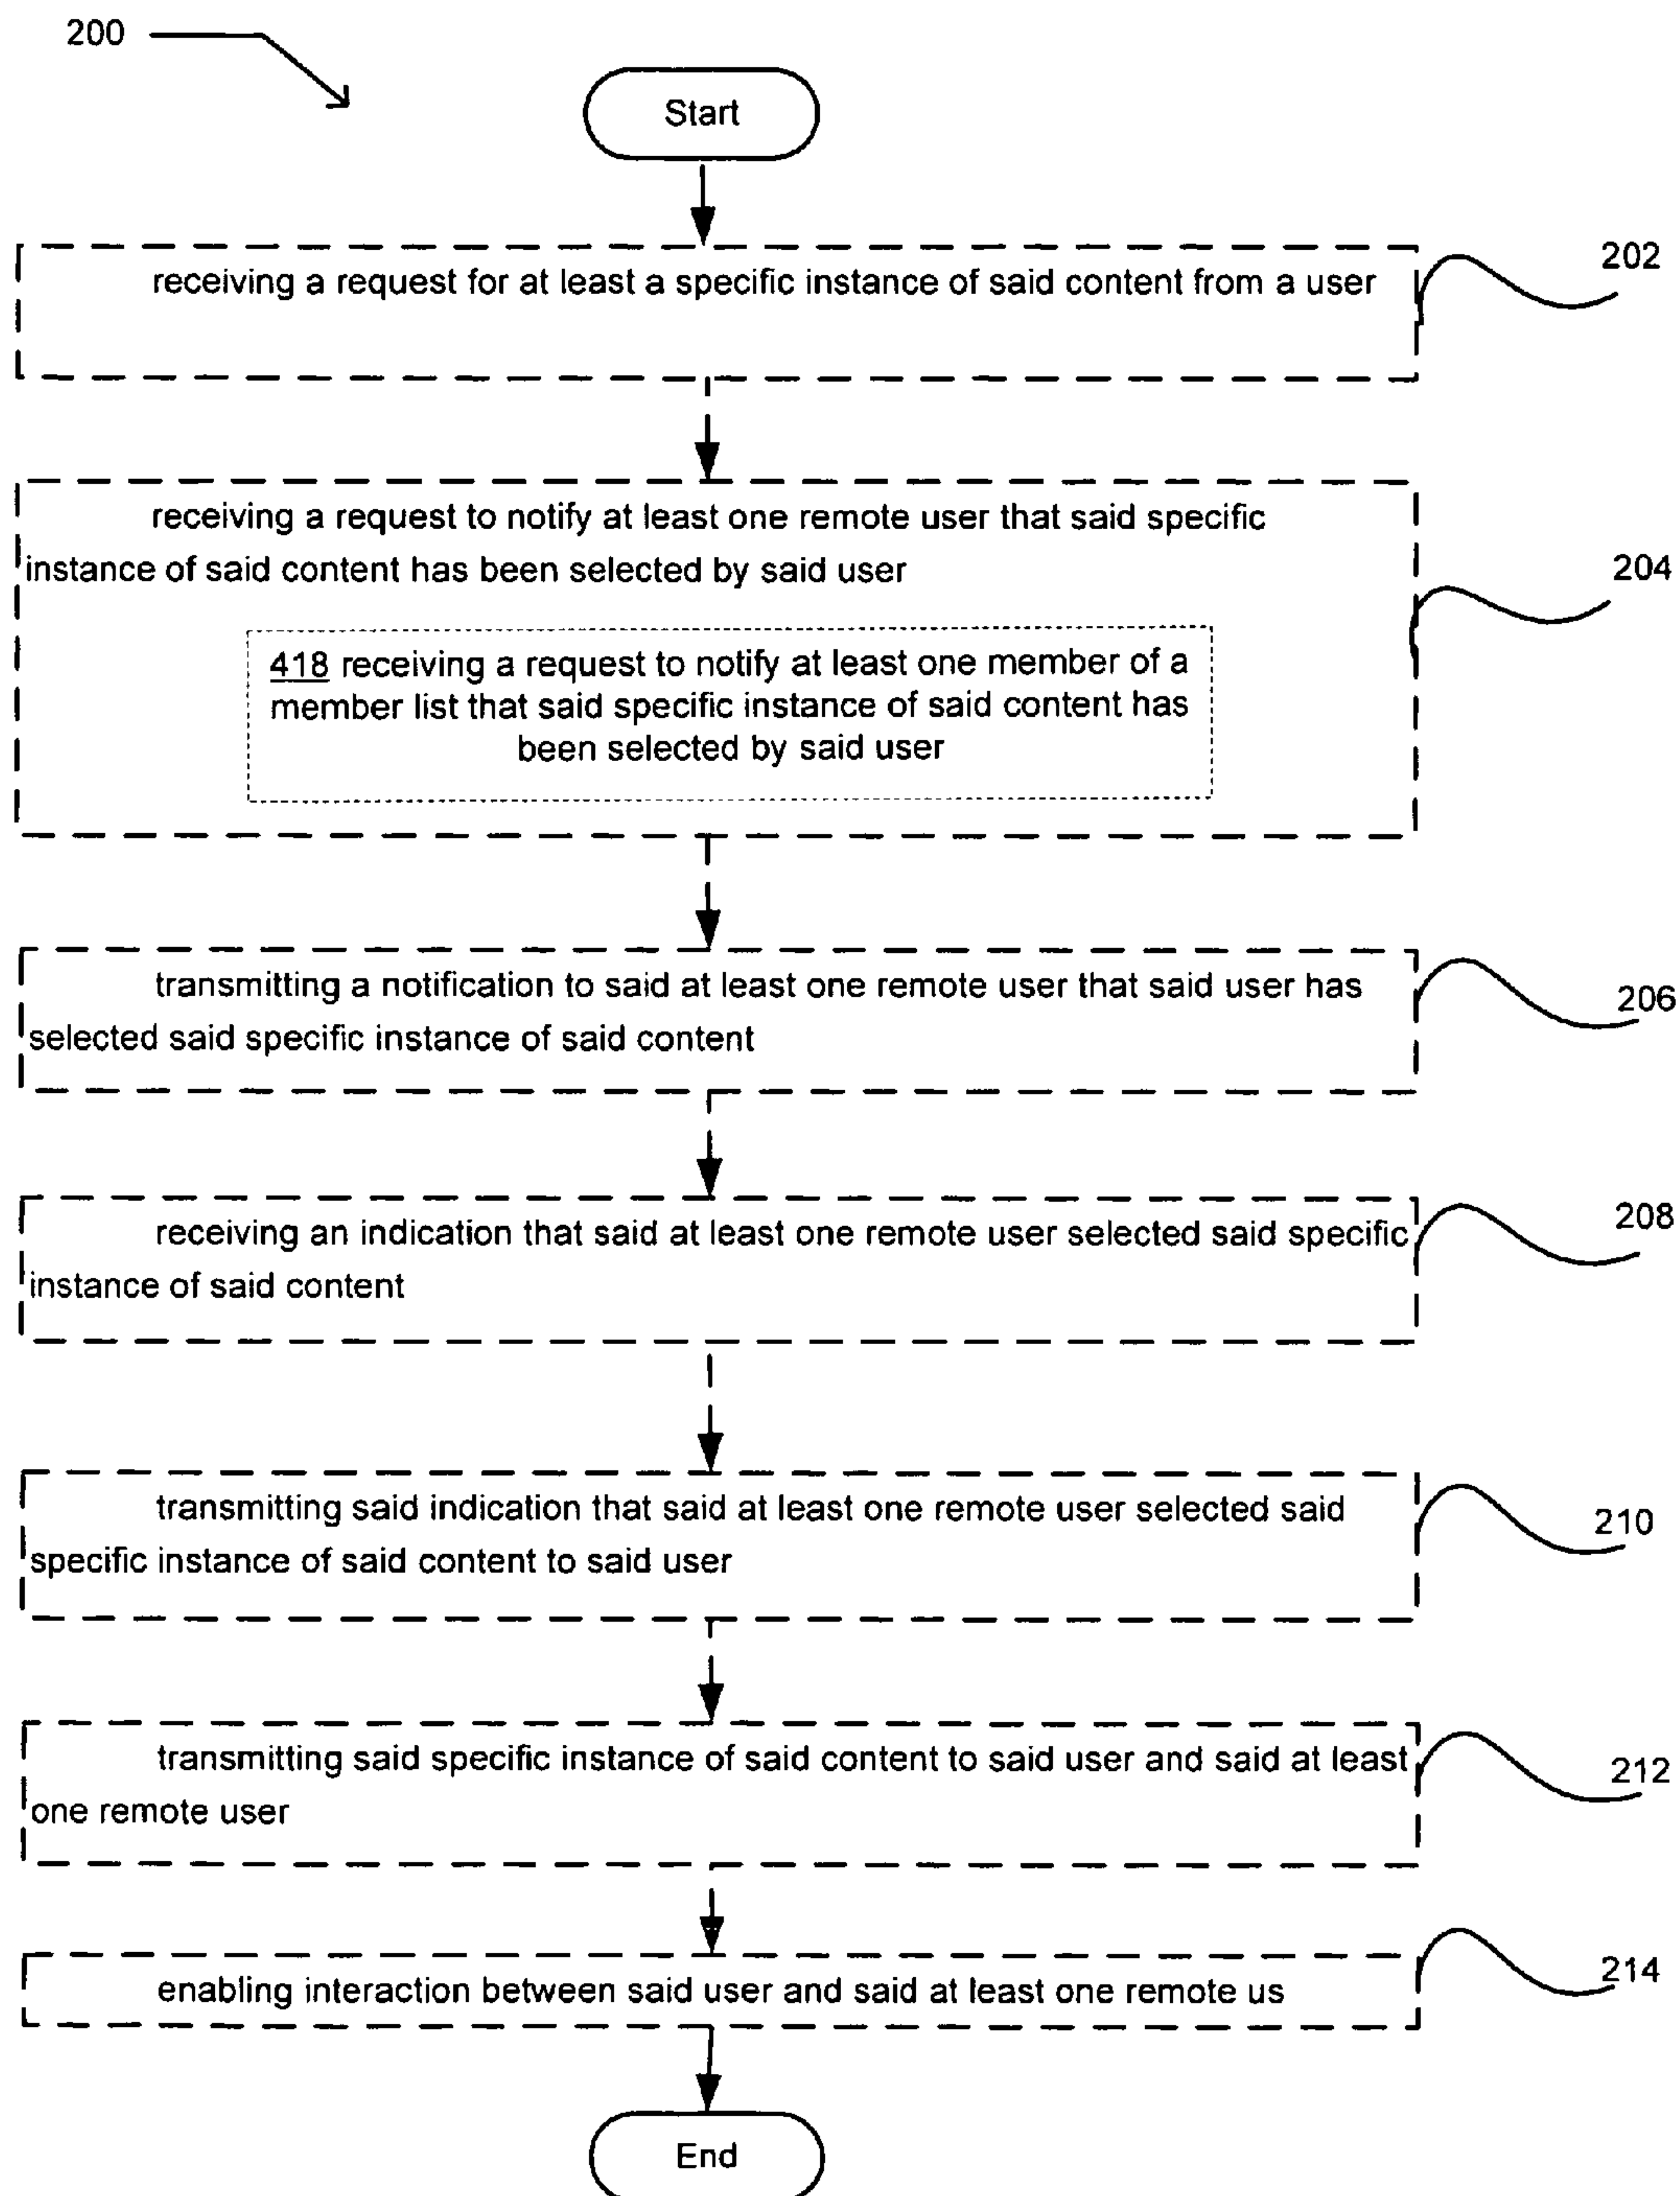 200
Start
receiving a request for at least a specific instance of said content from a user
202
receiving a request to notify at least one remote user that said specific
instance of said content has been selected by said user
204
418 receiving a request to notify at least one member of a
member list that said specific instance of said content has
been selected by said user
transmitting a notification to said at least one remote user that said user has
selected said specific instance of said content
206
receiving an indication that said at least one remote user selected said specific
instance of said content
208
transmitting said indication that said at least one remote user selected said
specific instance of said content to said user
210
transmitting said specific instance of said content to said user and said at least
one remote user
212
enabling interaction between said user and said at least one remote us
214
End